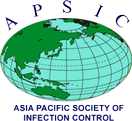 APSIC
ASIA PACIFIC SOCIETY OF
INFECTION CONTROL